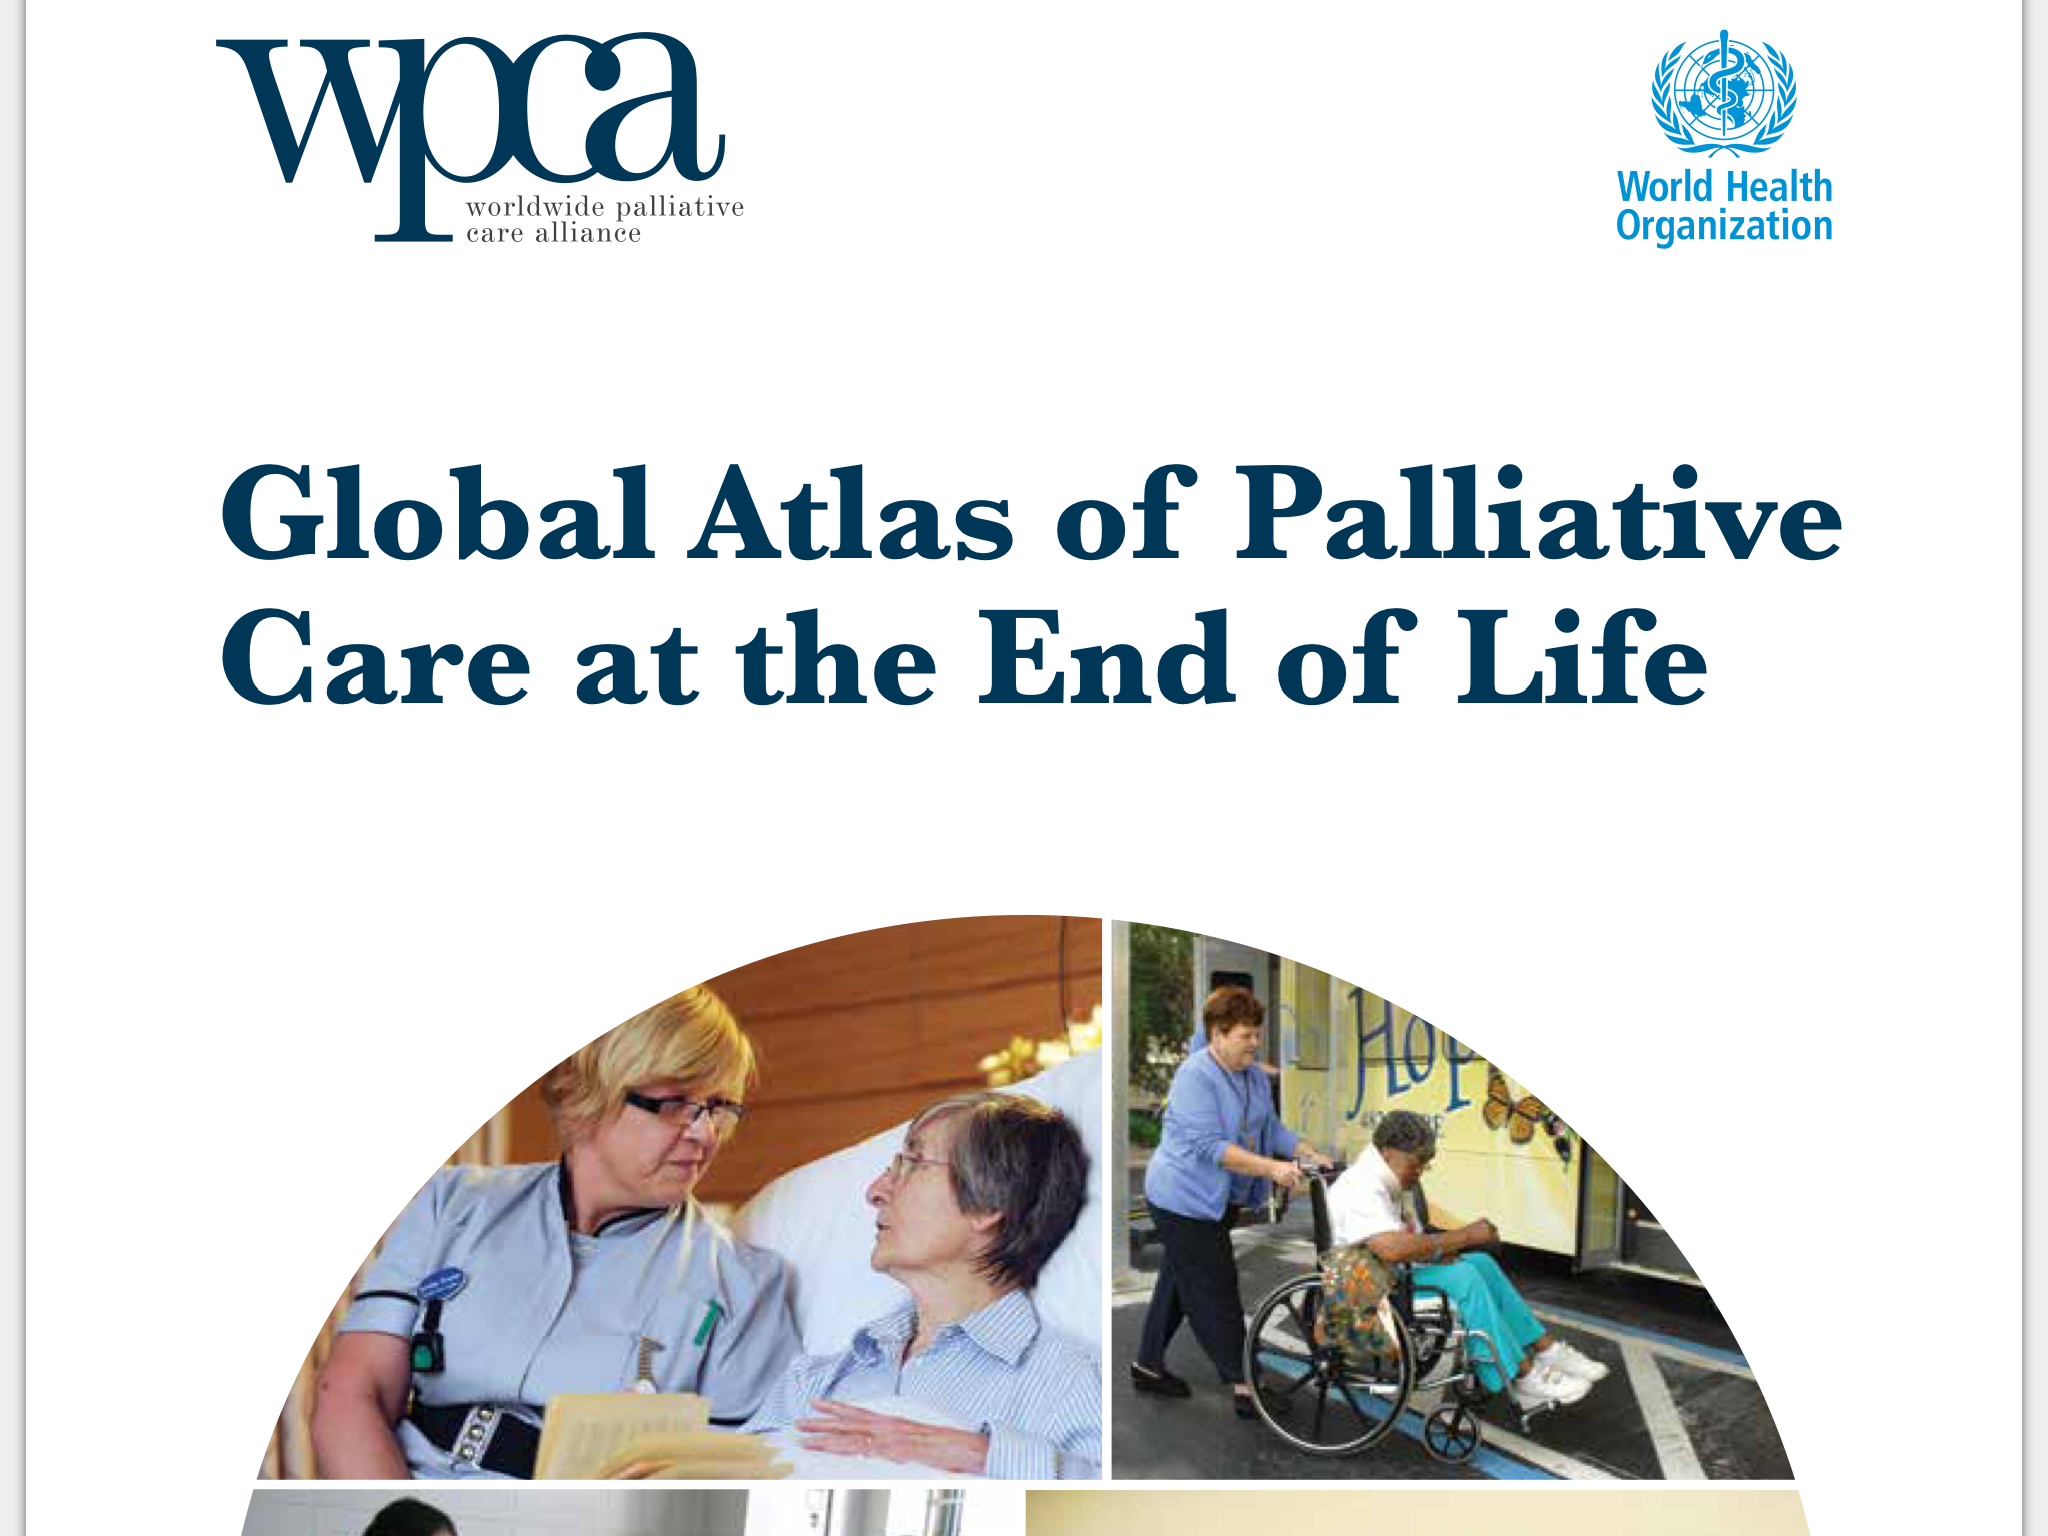 wpca
worldwide palliative
care alliance
World Health
Organization
Global Atlas of Palliative
Care at the End of Life